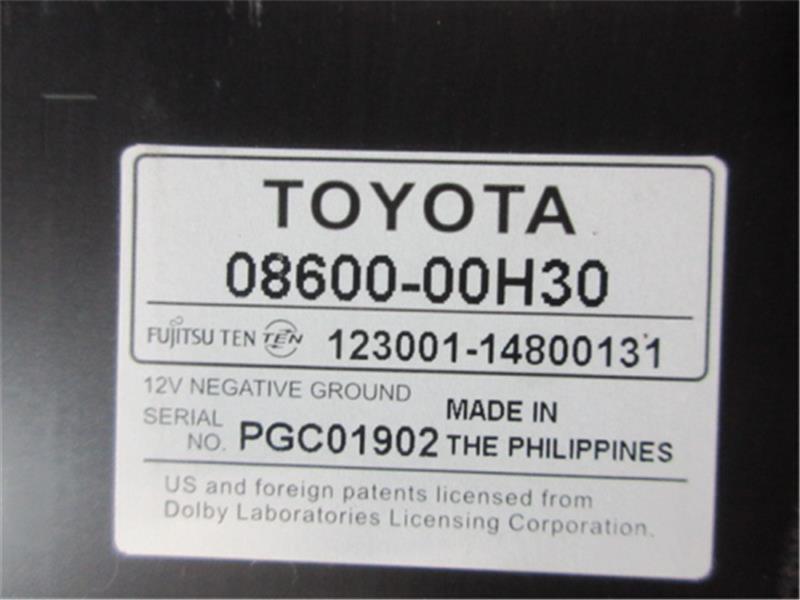 TOYOTA
08600-00H30
FUJITSU TEN TEN 123001-14800131
12V NEGATIVE GROUND
SERIAL NO. PGC01902
MADE IN THE PHILIPPINES
US and foreign patents licensed from
Dolby Laboratories Licensing Corporation.